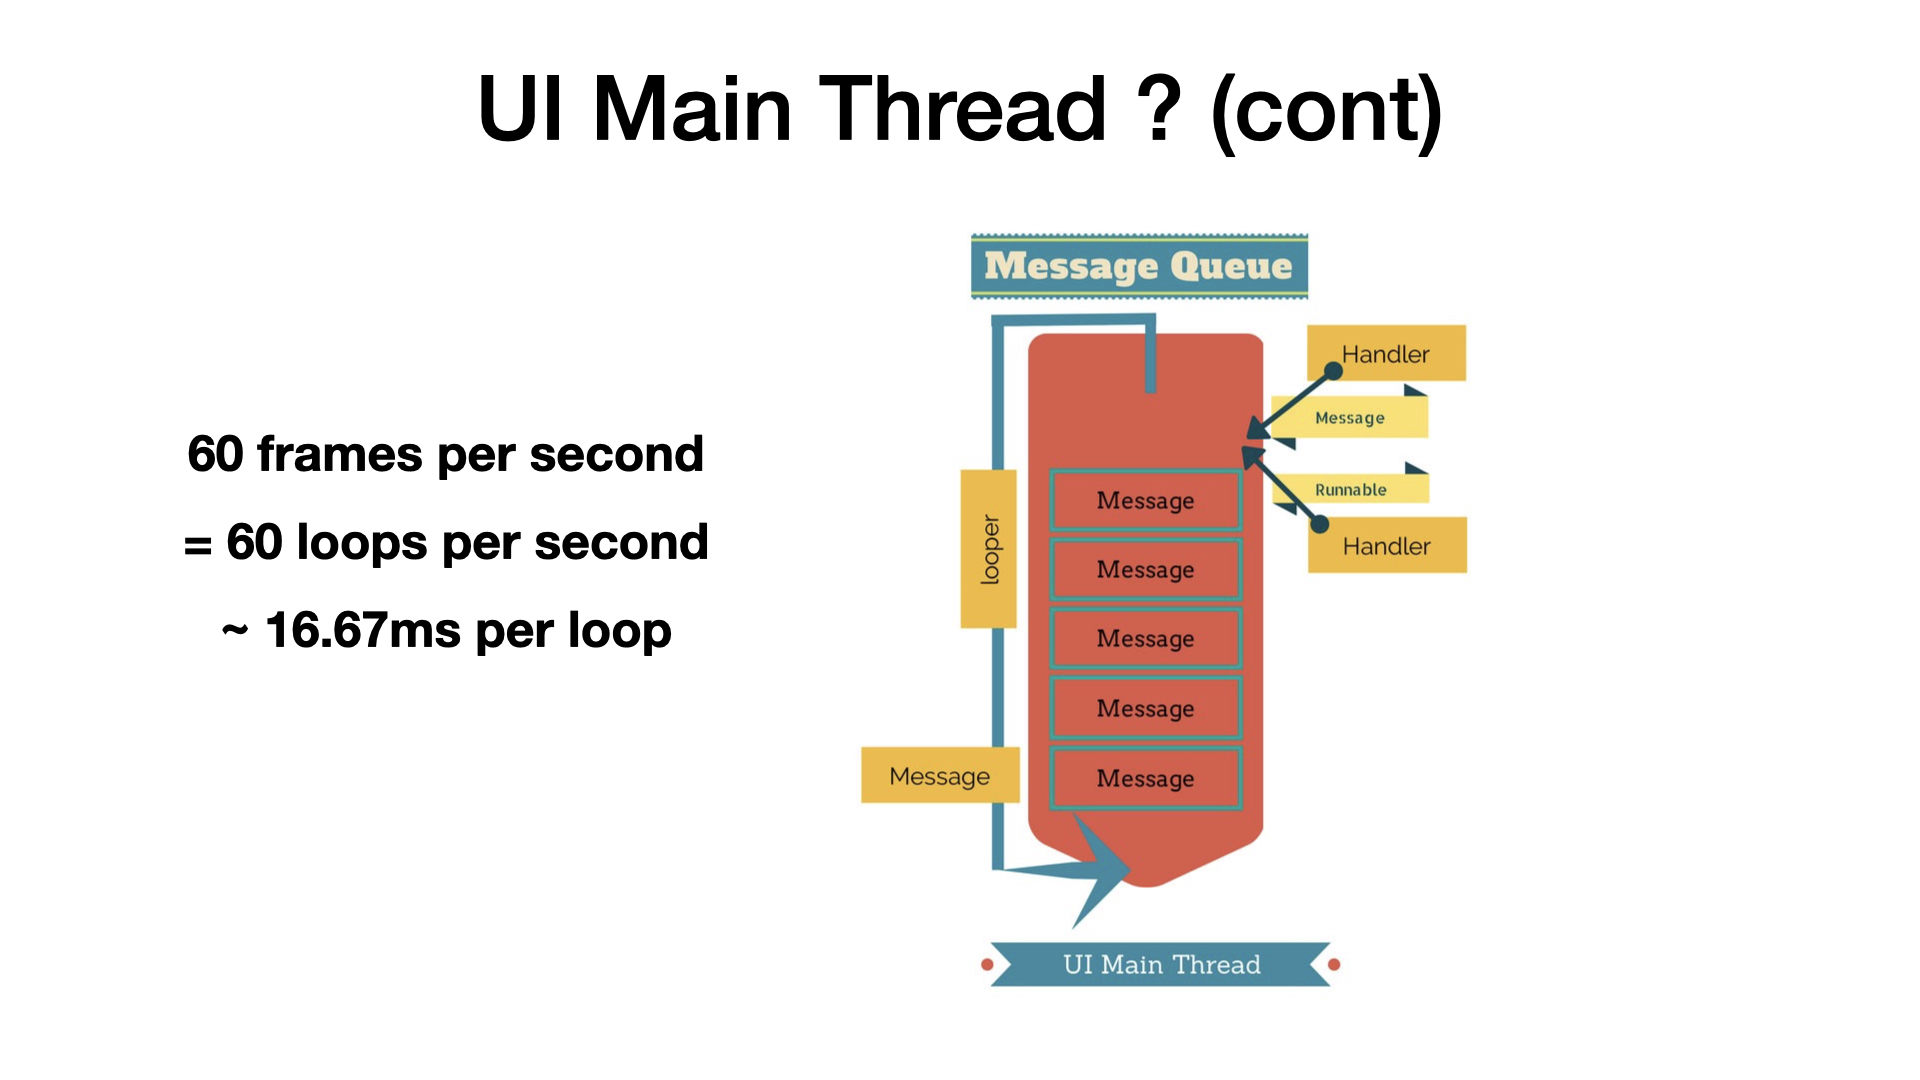 UI Main Thread ? (cont)
60 frames per second
= 60 loops per second
~ 16.67ms per loop
Message Queue
Handler
Message
Runnable
Handler
looper
Message
Message
Message
Message
Message
Message
UI Main Thread